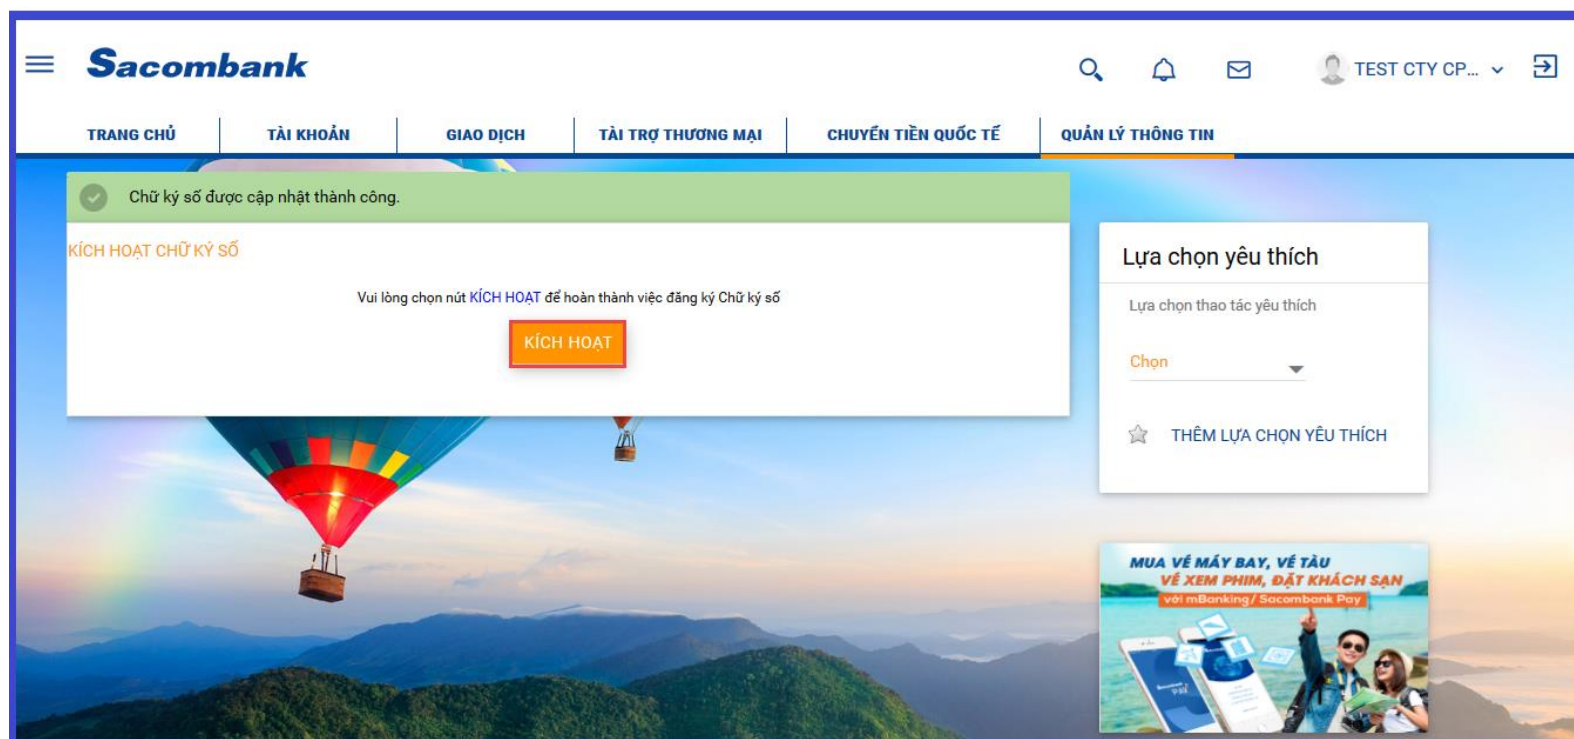 Sacombank
TEST CTY CP...
TRANG CHỦ
TÀI KHOẢN
GIAO DỊCH
TÀI TRỢ THƯƠNG MẠI
CHUYỂN TIỀN QUỐC TẾ
QUẢN LÝ THÔNG TIN
Chữ ký số được cập nhật thành công.
KÍCH HOẠT CHỮ KÝ SỐ
Vui lòng chọn nút KÍCH HOẠT để hoàn thành việc đăng ký Chữ ký số
KÍCH HOẠT
Lựa chọn yêu thích
Lựa chọn thao tác yêu thích
Chọn
THÊM LỰA CHỌN YÊU THÍCH
MUA VÉ MÁY BAY, VÉ TÀU
VÉ XEM PHIM, ĐẶT KHÁCH SẠN
với mBanking/ Sacombank Pay
PAY